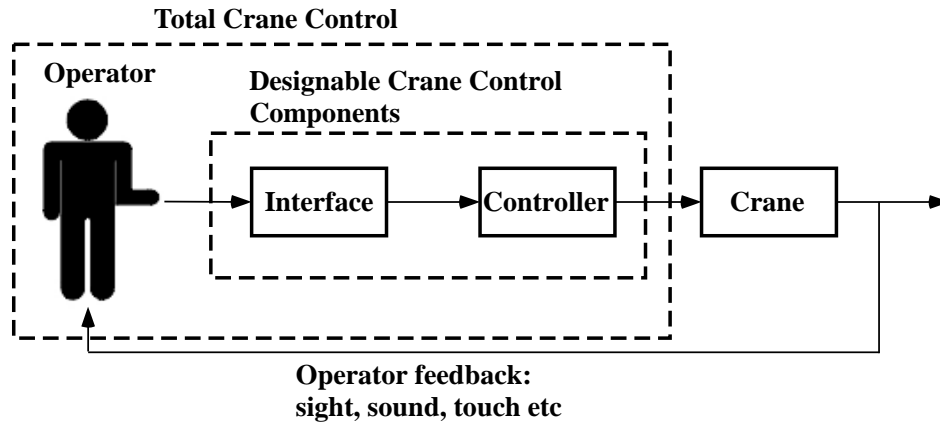 Total Crane Control
Operator
Designable Crane Control
Components
Interface
Controller
Crane
Operator feedback:
sight, sound, touch etc